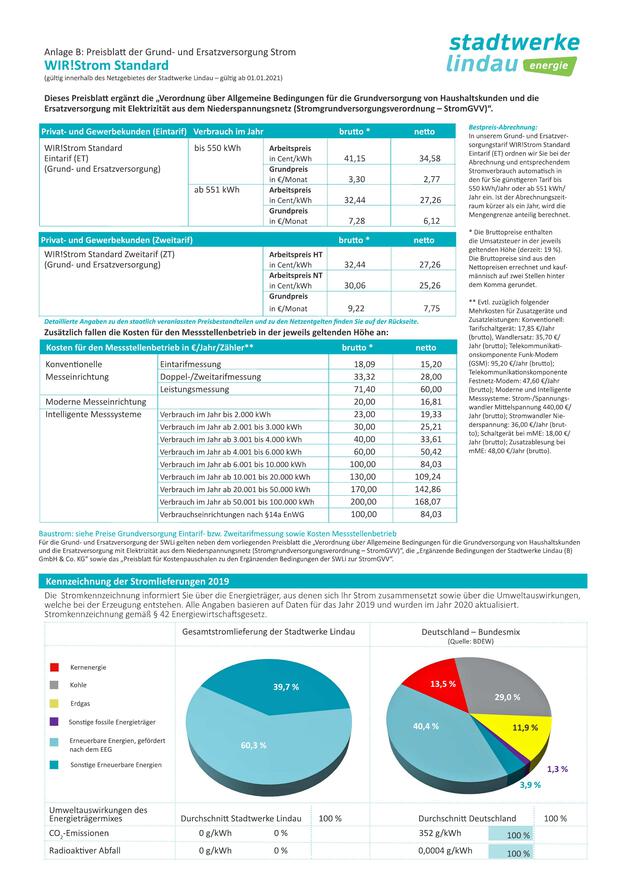 Anlage B: Preisblatt der Grund- und Ersatzversorgung Strom
WIR!Strom Standard
(gültig innerhalb des Netzgebietes der Stadtwerke Lindau – gültig ab 01.01.2021)
stadtwerke
lindau energie
Dieses Preisblatt ergänzt die „Verordnung über Allgemeine Bedingungen für die Grundversorgung von Haushaltskunden und die
Ersatzversorgung mit Elektrizität aus dem Niederspannungsnetz (Stromgrundversorgungsverordnung – StromGVV)“.
Privat- und Gewerbekunden (Eintarif) Verbrauch im Jahr brutto * netto
WIR!Strom Standard bis 550 kWh Arbeitspreis
Eintarif (ET) in Cent/kWh 41,15 34,58
(Grund- und Ersatzversorgung) Grundpreis
in €/Monat 3,30 2,77
ab 551 kWh Arbeitspreis
in Cent/kWh 32,44 27,26
Grundpreis
in €/Monat 7,28 6,12
Privat- und Gewerbekunden (Zweitarif) brutto * netto
WIR!Strom Standard Zweitarif (ZT) Arbeitspreis HT
(Grund- und Ersatzversorgung) in Cent/kWh 32,44 27,26
Arbeitspreis NT
in Cent/kWh 30,06 25,26
Grundpreis
in €/Monat 9,22 7,75
Detaillierte Angaben zu den staatlich veranlassten Preisbestandteilen und zu den Netzentgelten finden Sie auf der Rückseite.
Zusätzlich fallen die Kosten für den Messstellenbetrieb in der jeweils geltenden Höhe an:
Kosten für den Messstellenbetrieb in €/Jahr/Zähler** brutto * netto
Konventionelle Eintarifmessung 18,09 15,20
Messeinrichtung Doppel-/Zweitarifmessung 33,32 28,00
Leistungsmessung 71,40 60,00
Moderne Messeinrichtung 20,00 16,81
Intelligente Messsysteme Verbrauch im Jahr bis 2.000 kWh 23,00 19,33
Verbrauch im Jahr ab 2.001 bis 3.000 kWh 30,00 25,21
Verbrauch im Jahr ab 3.001 bis 4.000 kWh 40,00 33,61
Verbrauch im Jahr ab 4.001 bis 6.000 kWh 60,00 50,42
Verbrauch im Jahr ab 6.001 bis 10.000 kWh 100,00 84,03
Verbrauch im Jahr ab 10.001 bis 20.000 kWh 130,00 109,24
Verbrauch im Jahr ab 20.001 bis 50.000 kWh 170,00 142,86
Verbrauch im Jahr ab 50.001 bis 100.000 kWh 200,00 168,07
Verbrauchseinrichtungen nach §14a EnWG 100,00 84,03
Bestpreis-Abrechnung:
In unserem Grund- und Ersatzver-
sorgungstarif WIR!Strom Standard
Eintarif (ET) ordnen wir Sie bei der
Abrechnung und entsprechendem
Stromverbrauch automatisch in
den für Sie günstigeren Tarif bis
550 kWh/Jahr oder ab 551 kWh/
Jahr ein. Ist der Abrechnungszeit-
raum kürzer als ein Jahr, wird die
Mengengrenze anteilig berechnet.
* Die Bruttopreise enthalten
die Umsatzsteuer in der jeweils
geltenden Höhe (derzeit: 19 %).
Die Bruttopreise sind aus den
Nettopreisen errechnet und kauf-
männisch auf zwei Stellen hinter
dem Komma gerundet.
** Evtl. zuzüglich folgender
Mehrkosten für Zusatzgeräte und
Zusatzleistungen: Konventionell:
Tarifschaltgerät: 17,85 €/Jahr
(brutto), Wandlersatz: 35,70 €/
Jahr (brutto); Telekommunikati-
onskomponente Funk-Modem
(GSM): 95,20 €/Jahr (brutto);
Telekommunikationskomponente
Festnetz-Modem: 47,60 €/Jahr
(brutto); Moderne und Intelligente
Messsysteme: Strom-/Spannungs-
wandler Mittelspannung 440,00 €/
Jahr (brutto); Stromwandler Nie-
derspannung: 36,00 €/Jahr (brut-
to); Schaltgerät bei mME: 18,00 €/
Jahr (brutto); Zusatzablesung bei
mME: 48,00 €/Jahr (brutto).
Baustrom: siehe Preise Grundversorgung Eintarif- bzw. Zweitarifmessung sowie Kosten Messstellenbetrieb
Für die Grund- und Ersatzversorgung der SWLi gelten neben dem vorliegenden Preisblatt die „Verordnung über Allgemeine Bedingungen für die Grundversorgung von Haushaltskunden
und die Ersatzversorgung mit Elektrizität aus dem Niederspannungsnetz (Stromgrundversorgungsverordnung – StromGVV)“, die „Ergänzende Bedingungen der Stadtwerke Lindau (B)
GmbH & Co. KG“ sowie das „Preisblatt für Kostenpauschalen zu den Ergänzenden Bedingungen der SWLi zur StromGVV“.
Kennzeichnung der Stromlieferungen 2019
Die Stromkennzeichnung informiert Sie über die Energieträger, aus denen sich Ihr Strom zusammensetzt sowie über die Umweltauswirkungen,
welche bei der Erzeugung entstehen. Alle Angaben basieren auf Daten für das Jahr 2019 und wurden im Jahr 2020 aktualisiert.
Stromkennzeichnung gemäß § 42 Energiewirtschaftsgesetz.
Gesamtstromlieferung der Stadtwerke Lindau
Deutschland – Bundesmix
(Quelle: BDEW)
Kernenergie
Kohle
Erdgas
Sonstige fossile Energieträger
Erneuerbare Energien, gefördert
nach dem EEG
Sonstige Erneuerbare Energien
39,7 %
60,3 %
13,5 %
29,0 %
11,9 %
40,4 %
1,3 %
3,9 %
Umweltauswirkungen des
Energieträgermixes Durchschnitt Stadtwerke Lindau 100 % Durchschnitt Deutschland 100 %
CO2-Emissionen 0 g/kWh 0 % 352 g/kWh 100 %
Radioaktiver Abfall 0 g/kWh 0 % 0,0004 g/kWh 100 %